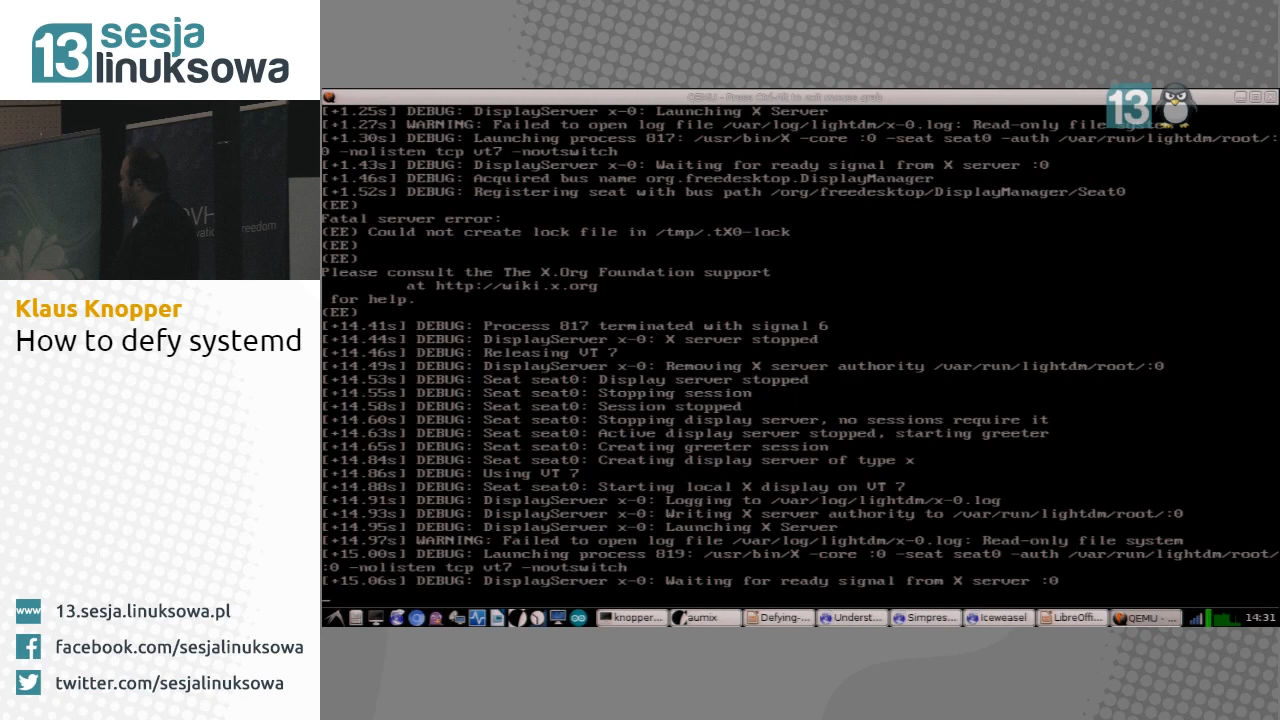 13 sesja
linuksowa
OVH
Freedom
Klaus Knopper
How to defy systemd
www 13.sesja.linuksowa.pl
facebook.com/sesjalinuksowa
twitter.com/sesjalinuksowa
13
QEMU - Press Ctrl-Alt to exit mouse grab
[+1.25s] DEBUG: DisplayServer x-0: Launching X Server
[+1.27s] WARNING: Failed to open log file /var/log/lightdm/x-0.log: Read-only file system
[+1.30s] DEBUG: Launching process 817: /usr/bin/X -core :0 -seat seat0 -auth /var/run/lightdm/root/:
0 -nolisten tcp vt7 -novtswitch
[+1.43s] DEBUG: DisplayServer x-0: Waiting for ready signal from X server :0
[+1.46s] DEBUG: Acquired bus name org.freedesktop.DisplayManager
[+1.52s] DEBUG: Registering seat with bus path /org/freedesktop/DisplayManager/Seat0
(EE)
Fatal server error:
(EE) Could not create lock file in /tmp/.tX0-lock
(EE)
(EE)
Please consult the The X.Org Foundation support
at http://wiki.x.org
for help.
(EE)
[+14.41s] DEBUG: Process 817 terminated with signal 6
[+14.44s] DEBUG: DisplayServer x-0: X server stopped
[+14.46s] DEBUG: Releasing VT 7
[+14.49s] DEBUG: DisplayServer x-0: Removing X server authority /var/run/lightdm/root/:0
[+14.53s] DEBUG: Seat seat0: Display server stopped
[+14.55s] DEBUG: Seat seat0: Stopping session
[+14.58s] DEBUG: Seat seat0: Session stopped
[+14.60s] DEBUG: Seat seat0: Stopping display server, no sessions require it
[+14.63s] DEBUG: Seat seat0: Active display server stopped, starting greeter
[+14.65s] DEBUG: Seat seat0: Creating greeter session
[+14.84s] DEBUG: Seat seat0: Creating display server of type x
[+14.86s] DEBUG: Using VT 7
[+14.88s] DEBUG: Seat seat0: Starting local X display on VT 7
[+14.91s] DEBUG: DisplayServer x-0: Logging to /var/log/lightdm/x-0.log
[+14.93s] DEBUG: DisplayServer x-0: Writing X server authority to /var/run/lightdm/root/:0
[+14.95s] DEBUG: DisplayServer x-0: Launching X Server
[+14.97s] WARNING: Failed to open log file /var/log/lightdm/x-0.log: Read-only file system
[+15.00s] DEBUG: Launching process 819: /usr/bin/X -core :0 -seat seat0 -auth /var/run/lightdm/root/
:0 -nolisten tcp vt7 -novtswitch
[+15.06s] DEBUG: DisplayServer x-0: Waiting for ready signal from X server :0
knopper... aumix Defying-... Underst... Simpres... Iceweasel LibreOffi... QEMU - ... 14:31